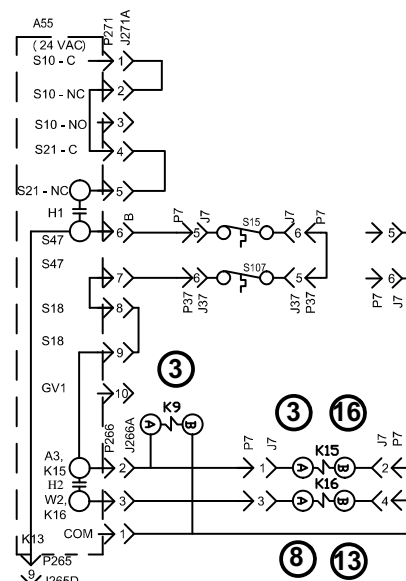 A55
(24 VAC)
P271
J271A
S10 - C
1
S10 - NC
2
S10 - NO
3
S21 - C
4
S21 - NC
5
H1
S47
6
B
P7
5
J7
S15
J7
6
P7
5
S47
7
6
P37
J37
S107
5
J37
P37
P7
J7
6
S18
8
S18
9
3
GV1
10
P266
J266A
A
K9
B
3
16
A3,
K15
2
P7
J7
1
A
K15
B
J7
P7
2
H2
W2,
K16
3
3
A
K16
B
4
COM
1
K13
8
13
P265
9
J265D